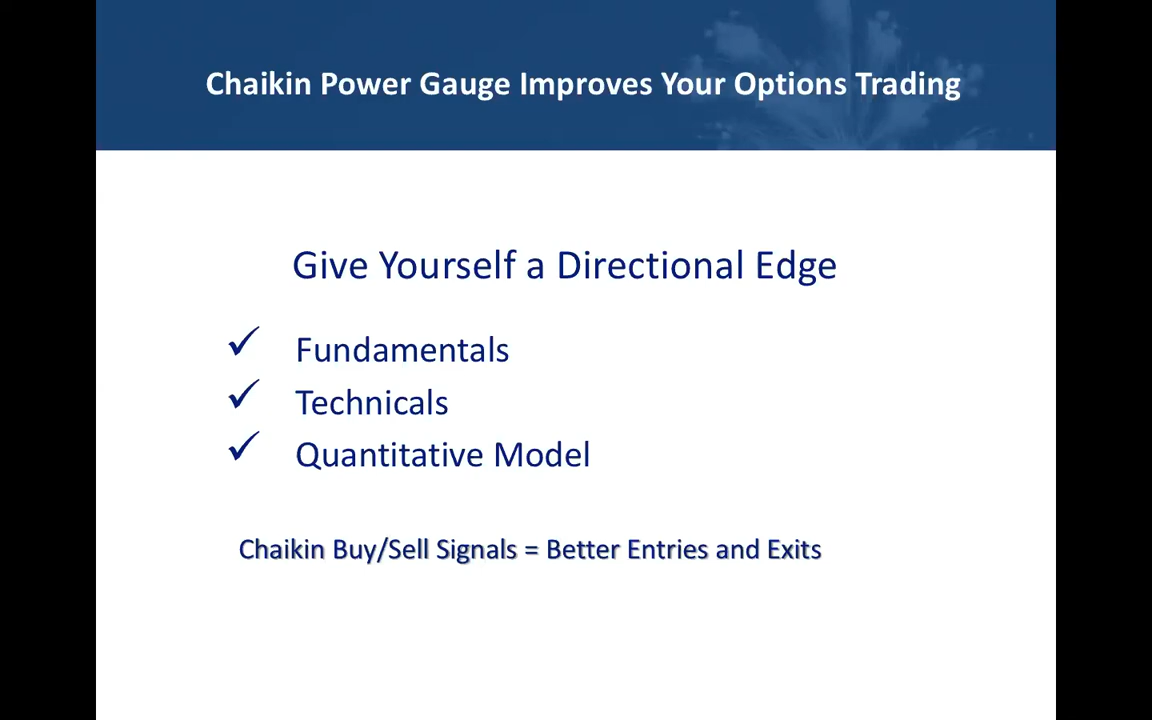 Chaikin Power Gauge Improves Your Options Trading
Give Yourself a Directional Edge
✓ Fundamentals
✓ Technicals
✓ Quantitative Model
Chaikin Buy/Sell Signals = Better Entries and Exits